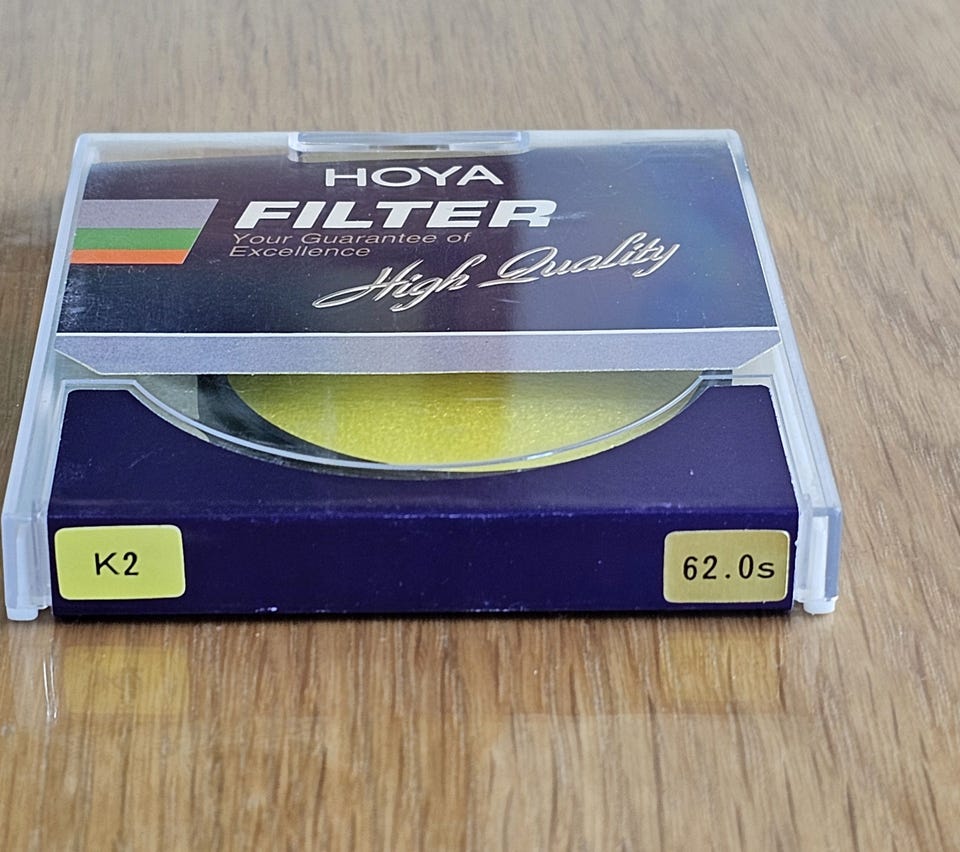 HOYA
FILTER
Your Guarantee of
Excellence
High Quality
K2
62.0s